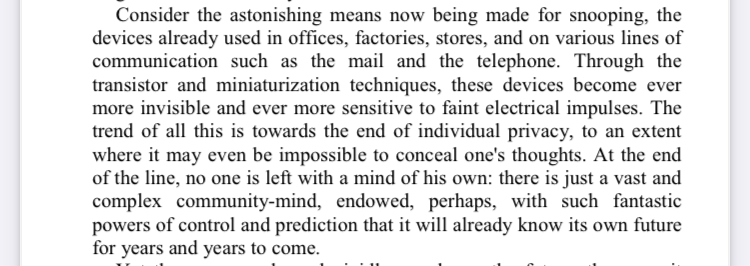 Consider the astonishing means now being made for snooping, the
devices already used in offices, factories, stores, and on various lines of
communication such as the mail and the telephone. Through the
transistor and miniaturization techniques, these devices become ever
more invisible and ever more sensitive to faint electrical impulses. The
trend of all this is towards the end of individual privacy, to an extent
where it may even be impossible to conceal one's thoughts. At the end
of the line, no one is left with a mind of his own: there is just a vast and
complex community-mind, endowed, perhaps, with such fantastic
powers of control and prediction that it will already know its own future
for years and years to come.